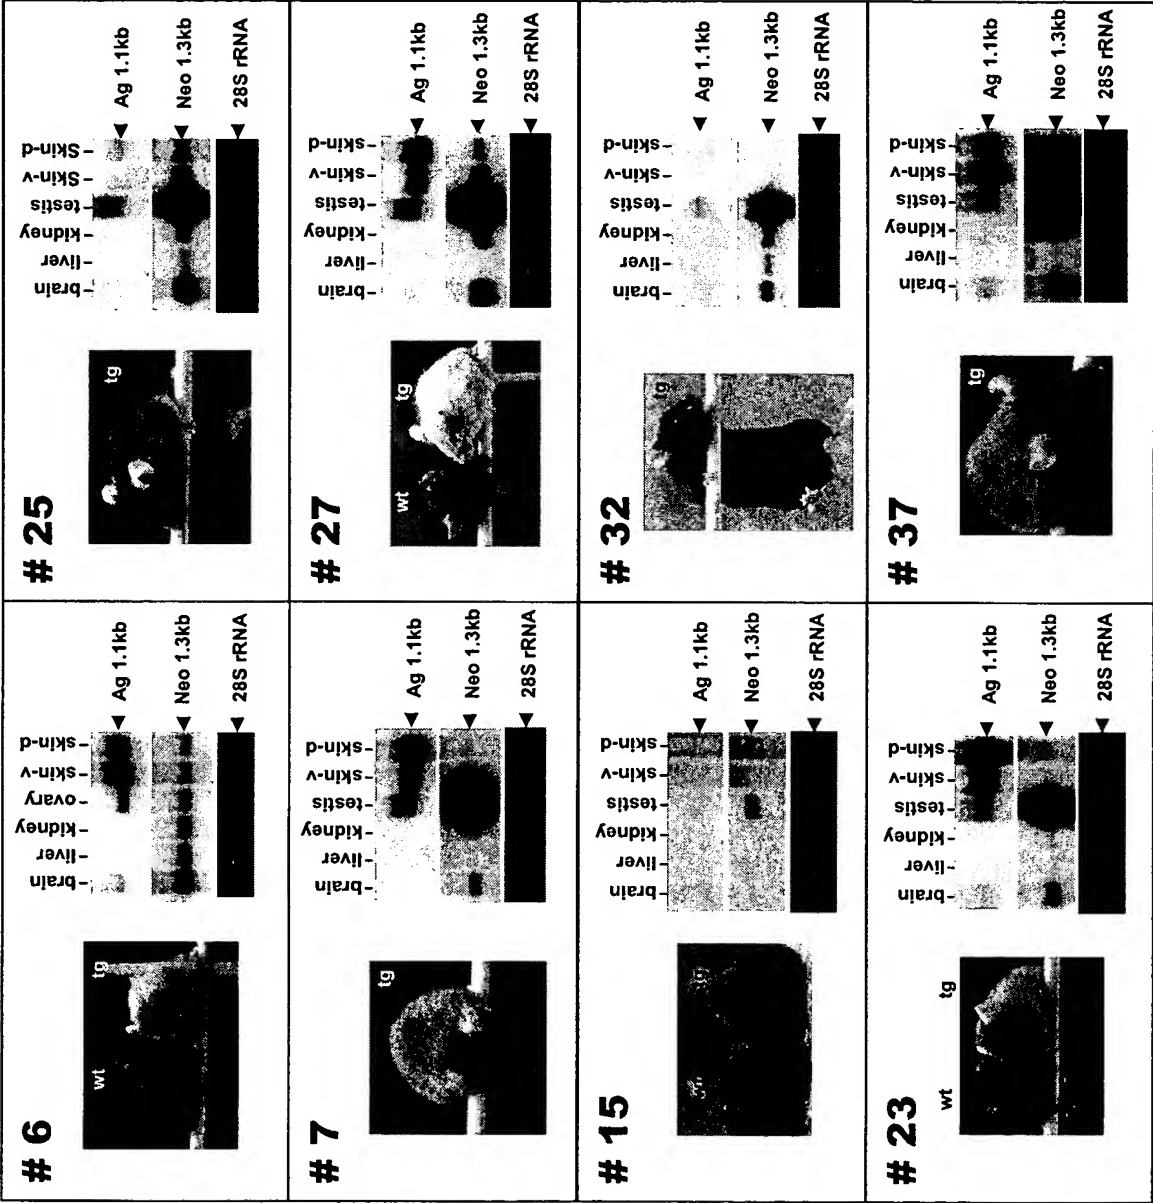 # 25
tg
brain-
liver-
kidney-
testis-
Skin-v-
skin-d-
Ag 1.1kb
Neo 1.3kb
28S rRNA
# 27
wt
tg
brain-
liver-
kidney-
testis-
skin-v-
skin-d-
Ag 1.1kb
Neo 1.3kb
28S rRNA
# 32
tg
brain-
liver-
kidney-
testis-
skin-v-
skin-d-
Ag 1.1kb
Neo 1.3kb
28S rRNA
# 37
tg
brain-
liver-
kidney-
testis-
skin-v-
skin-d-
Ag 1.1kb
Neo 1.3kb
28S rRNA
# 6
wt
tg
brain-
liver-
kidney-
ovary-
skin-v-
skin-d-
Ag 1.1kb
Neo 1.3kb
28S rRNA
# 7
tg
brain-
liver-
kidney-
testis-
skin-v-
skin-d-
Ag 1.1kb
Neo 1.3kb
28S rRNA
# 15
tg
brain-
liver-
kidney-
testis-
skin-v-
skin-d-
Ag 1.1kb
Neo 1.3kb
28S rRNA
# 23
wt
tg
brain-
liver-
kidney-
testis-
skin-v-
skin-d-
Ag 1.1kb
Neo 1.3kb
28S rRNA